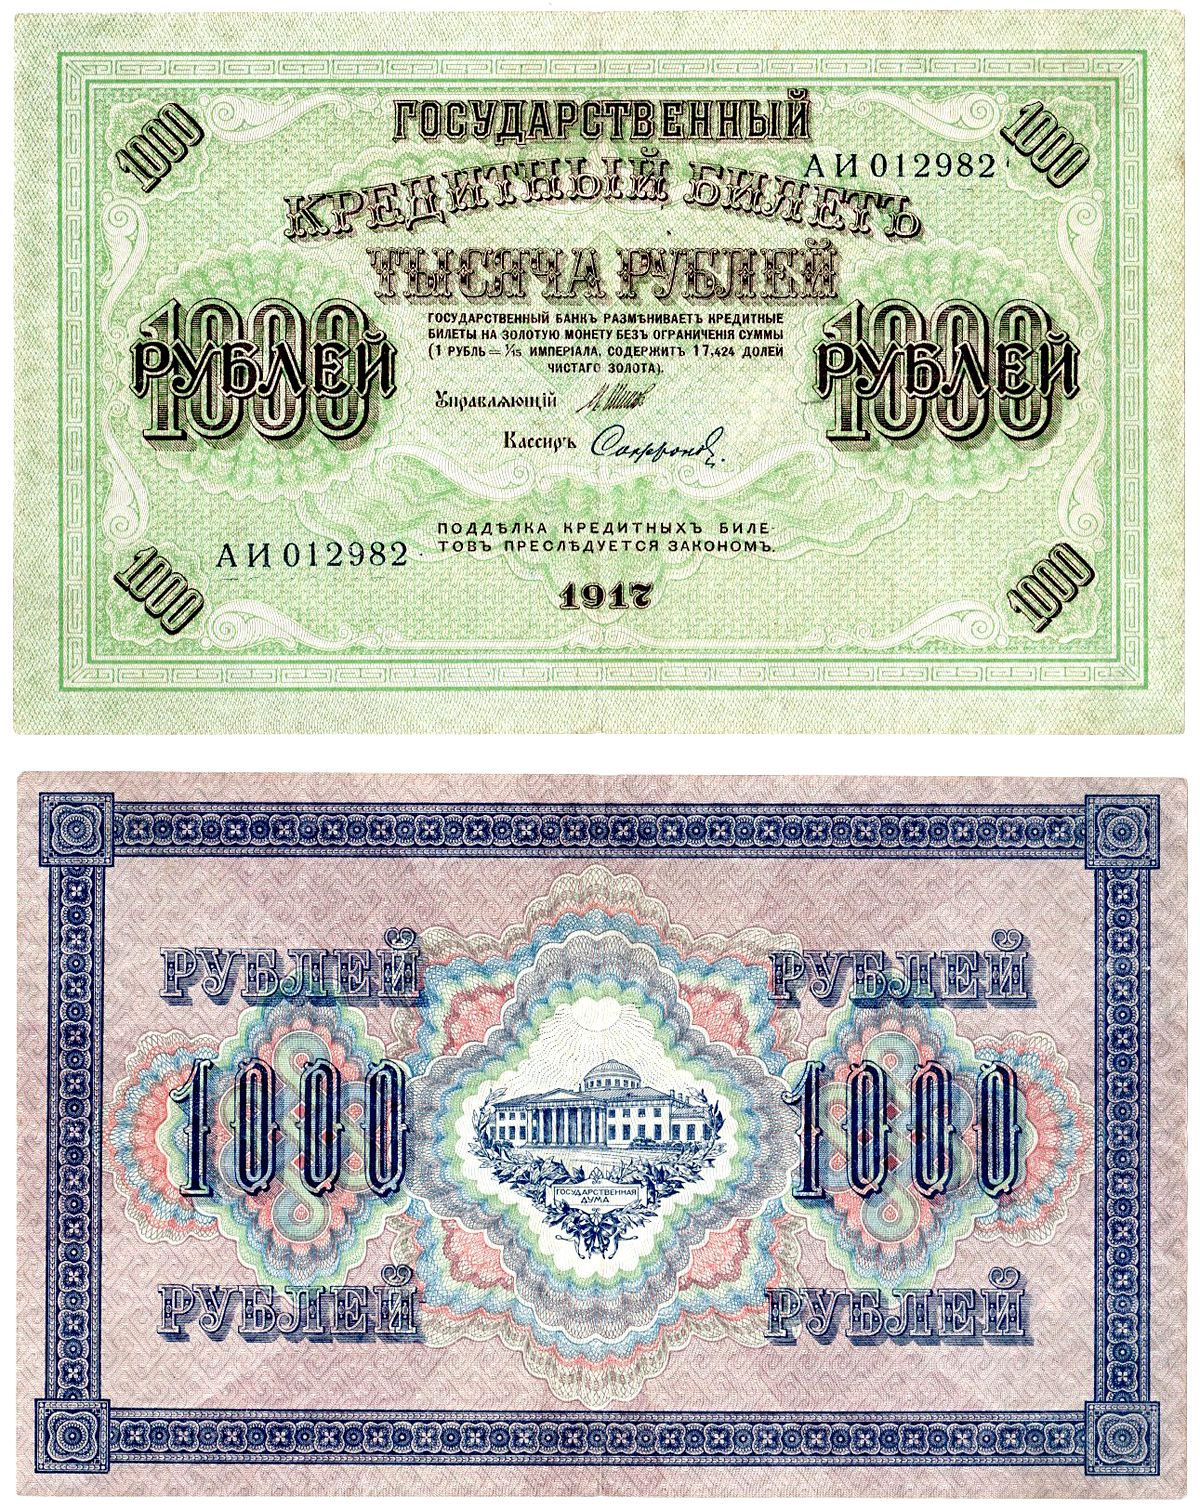 1000
1000
ГОСУДАРСТВЕННЫЙ
АИ 012982
КРЕДИТНЫЙ БИЛЕТЪ
ТЫСЯЧА РУБЛЕЙ
1000
РУБЛЕЙ
1000
РУБЛЕЙ
ГОСУДАРСТВЕННЫЙ БАНКЪ РАЗМѢНИВАЕТЪ КРЕДИТНЫЕ
БИЛЕТЫ НА ЗОЛОТУЮ МОНЕТУ БЕЗЪ ОГРАНИЧЕНІЯ СУММЫ
(1 РУБЛЬ = 1/15 ИМПЕРІАЛА, СОДЕРЖИТЪ 17,424 ДОЛЕЙ
ЧИСТАГО ЗОЛОТА).
Управляющій
Кассиръ Сафроновъ
ПОДДѢЛКА КРЕДИТНЫХЪ БИЛЕ-
ТОВЪ ПРЕСЛѢДУЕТСЯ ЗАКОНОМЪ.
АИ 012982
1917
1000
1000
РУБЛЕЙ
РУБЛЕЙ
1000
1000
ГОСУДАРСТВЕННАЯ
ДУМА
РУБЛЕЙ
РУБЛЕЙ